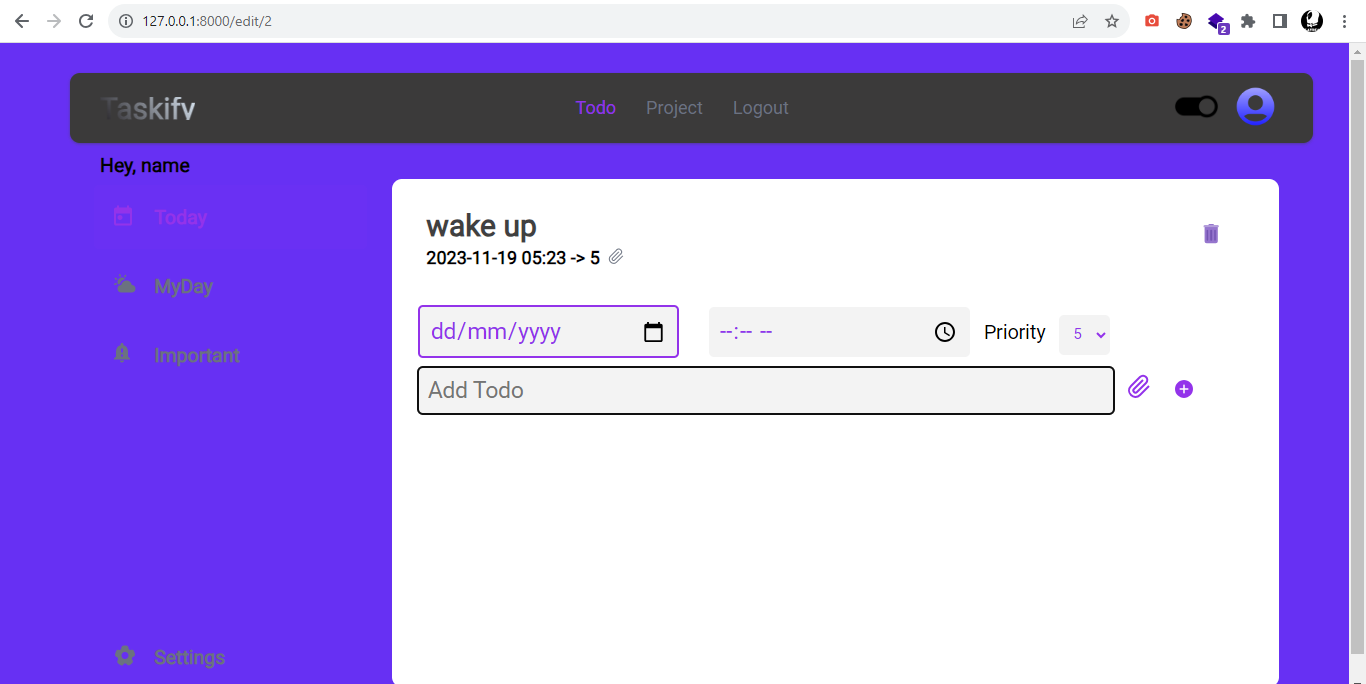 127.0.0.1:8000/edit/2
2
Taskify
Todo Project Logout
Hey, name
Today
MyDay
Important
Settings
wake up
2023-11-19 05:23 -> 5
dd/mm/yyyy --:-- -- Priority 5
Add Todo